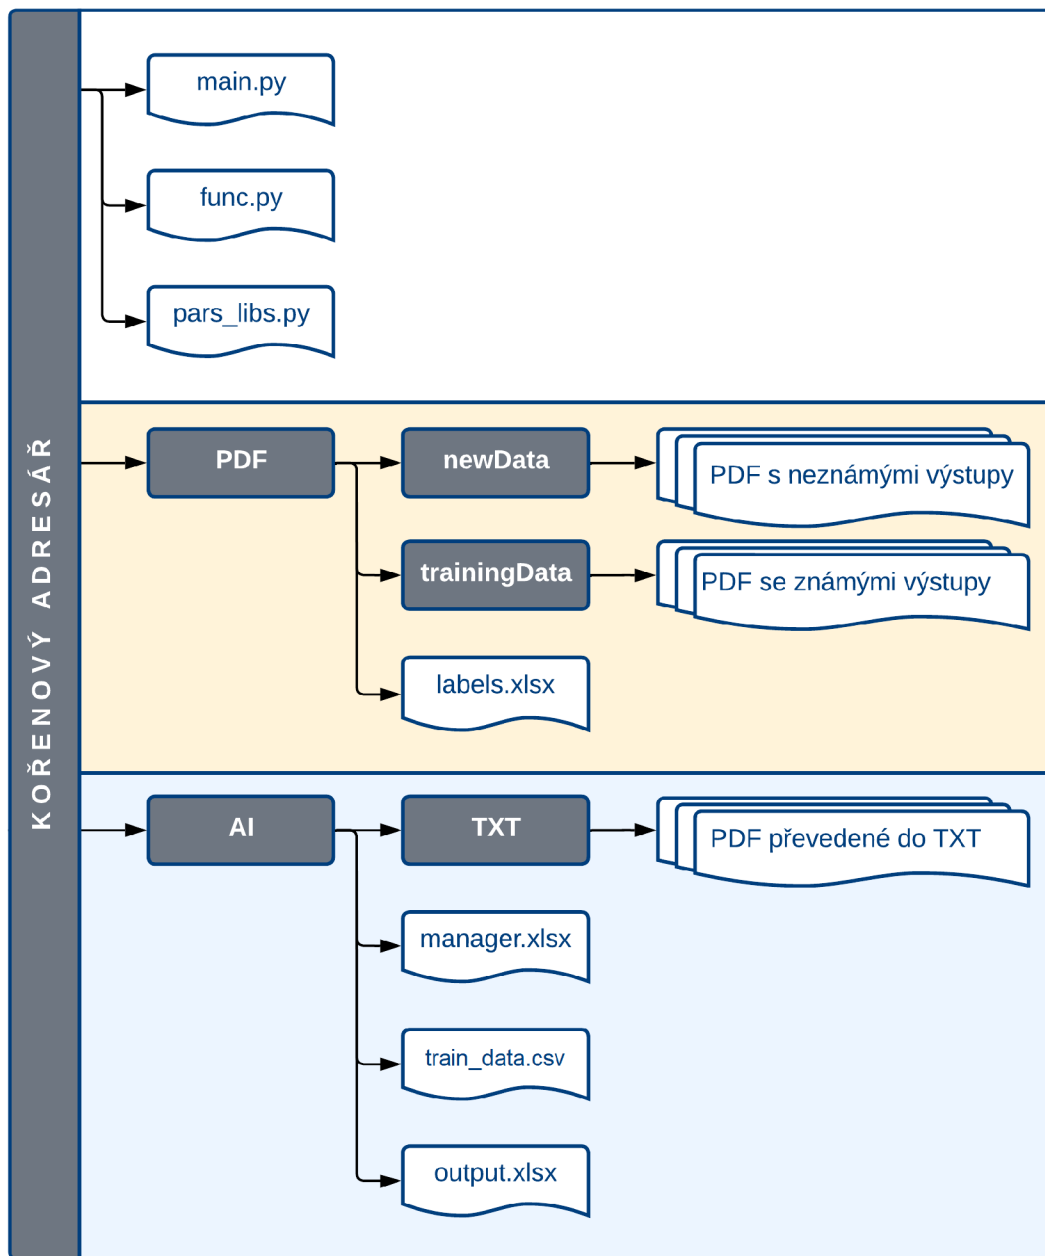 KOŘENOVÝ ADRESÁŘ
main.py
func.py
pars_libs.py
PDF
newData
PDF s neznámými výstupy
trainingData
PDF se známými výstupy
labels.xlsx
AI
TXT
PDF převedené do TXT
manager.xlsx
train_data.csv
output.xlsx